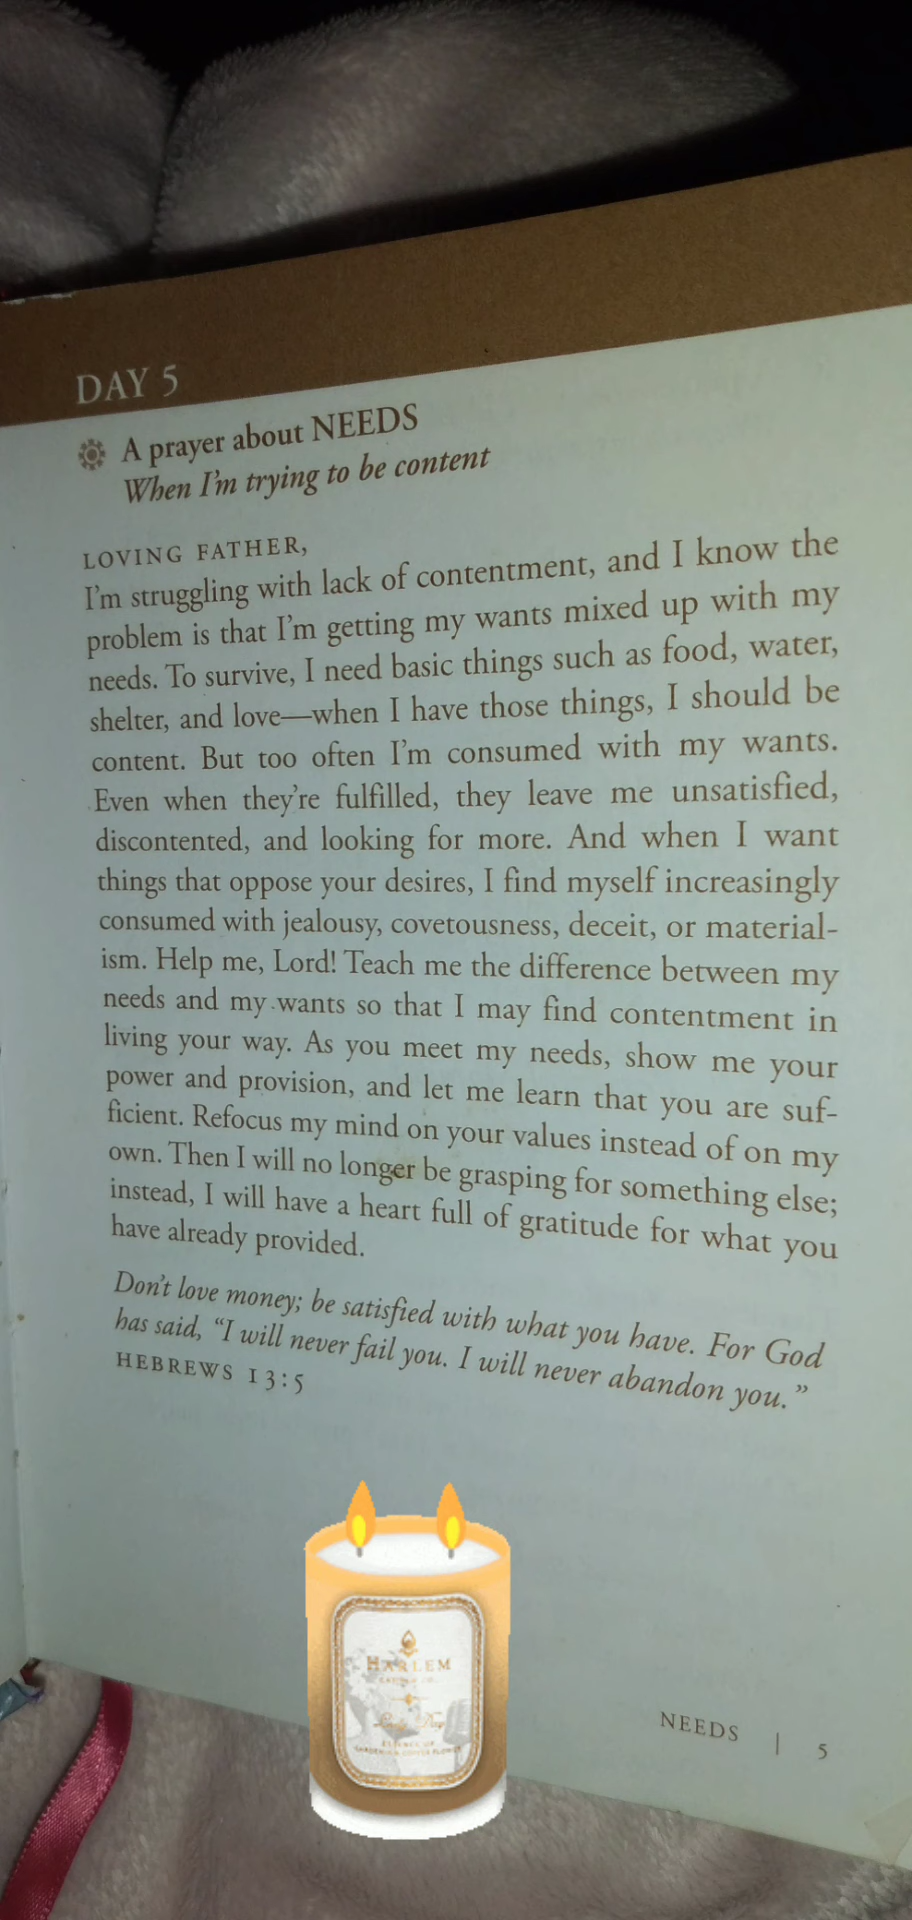 DAY 5
A prayer about NEEDS
When I'm trying to be content
LOVING FATHER,
I'm struggling with lack of contentment, and I know the
problem is that I'm getting my wants mixed up with my
needs. To survive, I need basic things such as food, water,
shelter, and love—when I have those things, I should be
content. But too often I'm consumed with my wants.
Even when they're fulfilled, they leave me unsatisfied,
discontented, and looking for more. And when I want
things that oppose your desires, I find myself increasingly
consumed with jealousy, covetousness, deceit, or material-
ism. Help me, Lord! Teach me the difference between my
needs and my wants so that I may find contentment in
living your way. As you meet my needs, show me your
power and provision, and let me learn that you are suf-
ficient. Refocus my mind on your values instead of on my
own. Then I will no longer be grasping for something else;
instead, I will have a heart full of gratitude for what you
have already provided.
Don't love money; be satisfied with what you have. For God
has said, "I will never fail you. I will never abandon you."
HEBREWS 13:5
HARLEM
CANDLE CO.
Lady Day
ESSENCE OF
NEEDS | 5